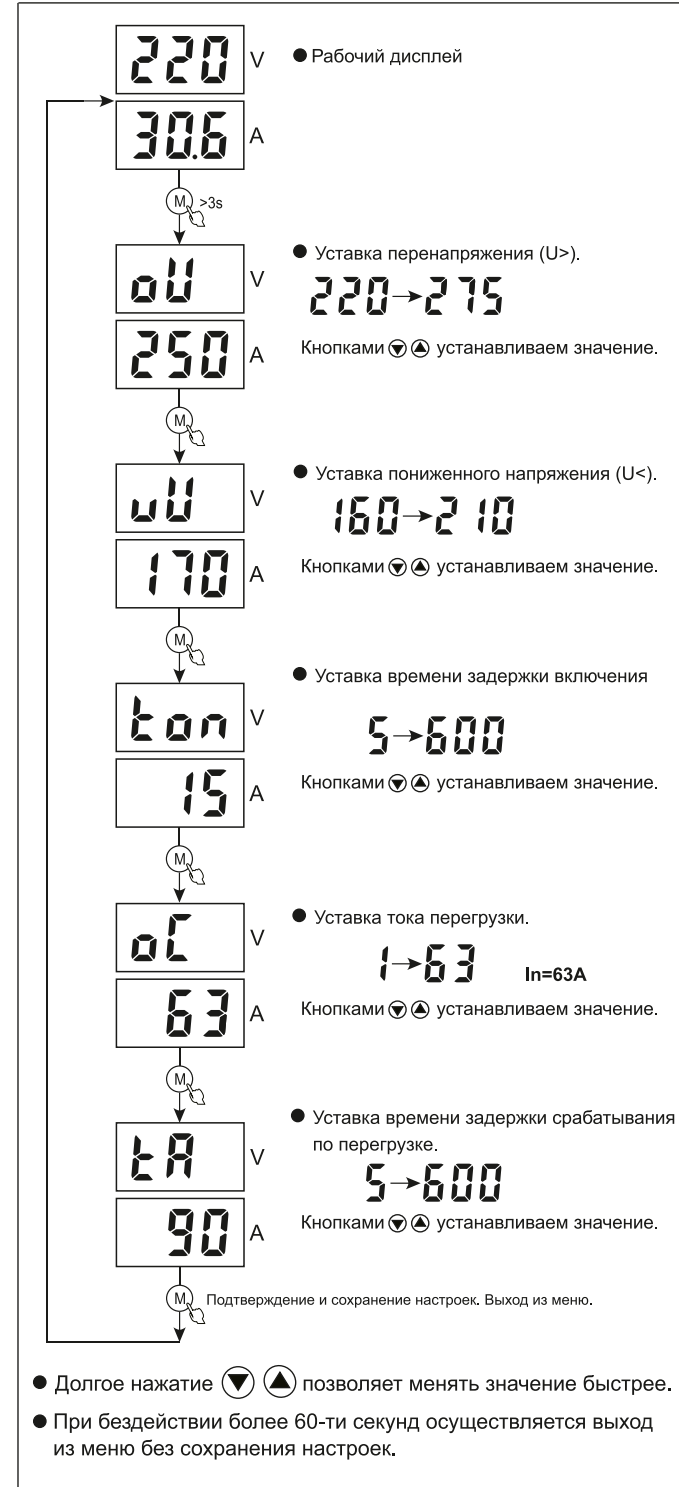 220 V
● Рабочий дисплей
30.6 A
M >3s
oU V
● Уставка перенапряжения (U>).
220→275
250 A
Кнопками ▼ ▲ устанавливаем значение.
M
uU V
● Уставка пониженного напряжения (U<).
160→210
170 A
Кнопками ▼ ▲ устанавливаем значение.
M
ton V
● Уставка времени задержки включения
5→600
15 A
Кнопками ▼ ▲ устанавливаем значение.
M
oC V
● Уставка тока перегрузки.
1→63 In=63A
63 A
Кнопками ▼ ▲ устанавливаем значение.
M
tA V
● Уставка времени задержки срабатывания
по перегрузке.
5→600
90 A
Кнопками ▼ ▲ устанавливаем значение.
M Подтверждение и сохранение настроек. Выход из меню.
● Долгое нажатие ▼ ▲ позволяет менять значение быстрее.
● При бездействии более 60-ти секунд осуществляется выход
из меню без сохранения настроек.